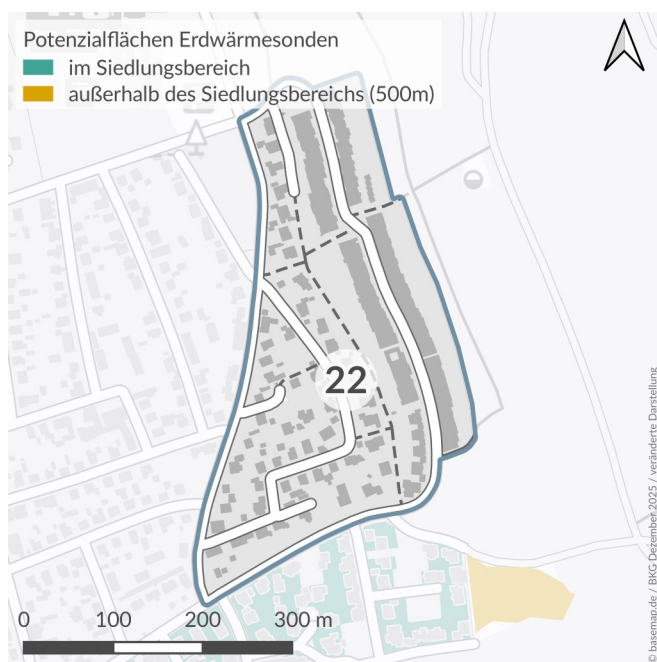 Potenzialflächen Erdwärmesonden
im Siedlungsbereich
außerhalb des Siedlungsbereichs (500m)
22
0 100 200 300 m
© basemap.de / BKG Dezember 2025 / veränderte Darstellung